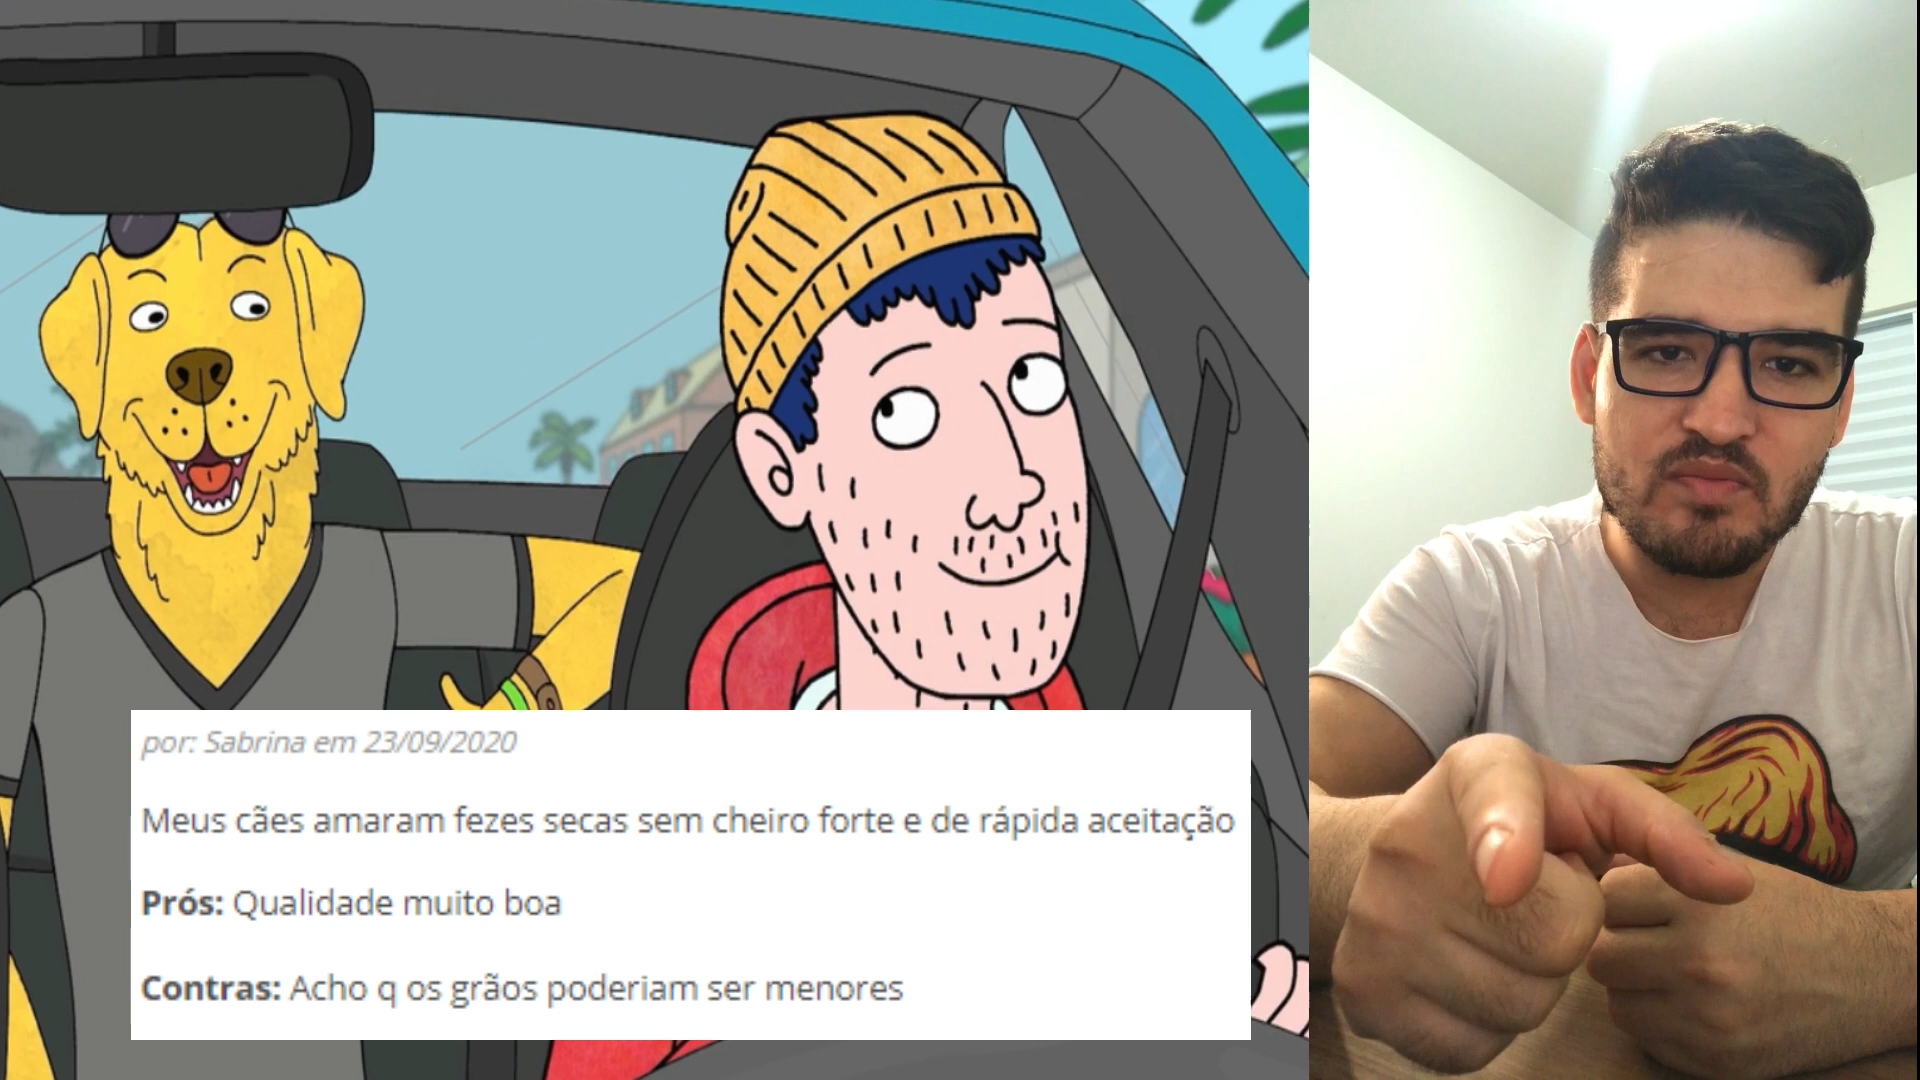 por: Sabrina em 23/09/2020
Meus cães amaram fezes secas sem cheiro forte e de rápida aceitação
Prós: Qualidade muito boa
Contras: Acho q os grãos poderiam ser menores